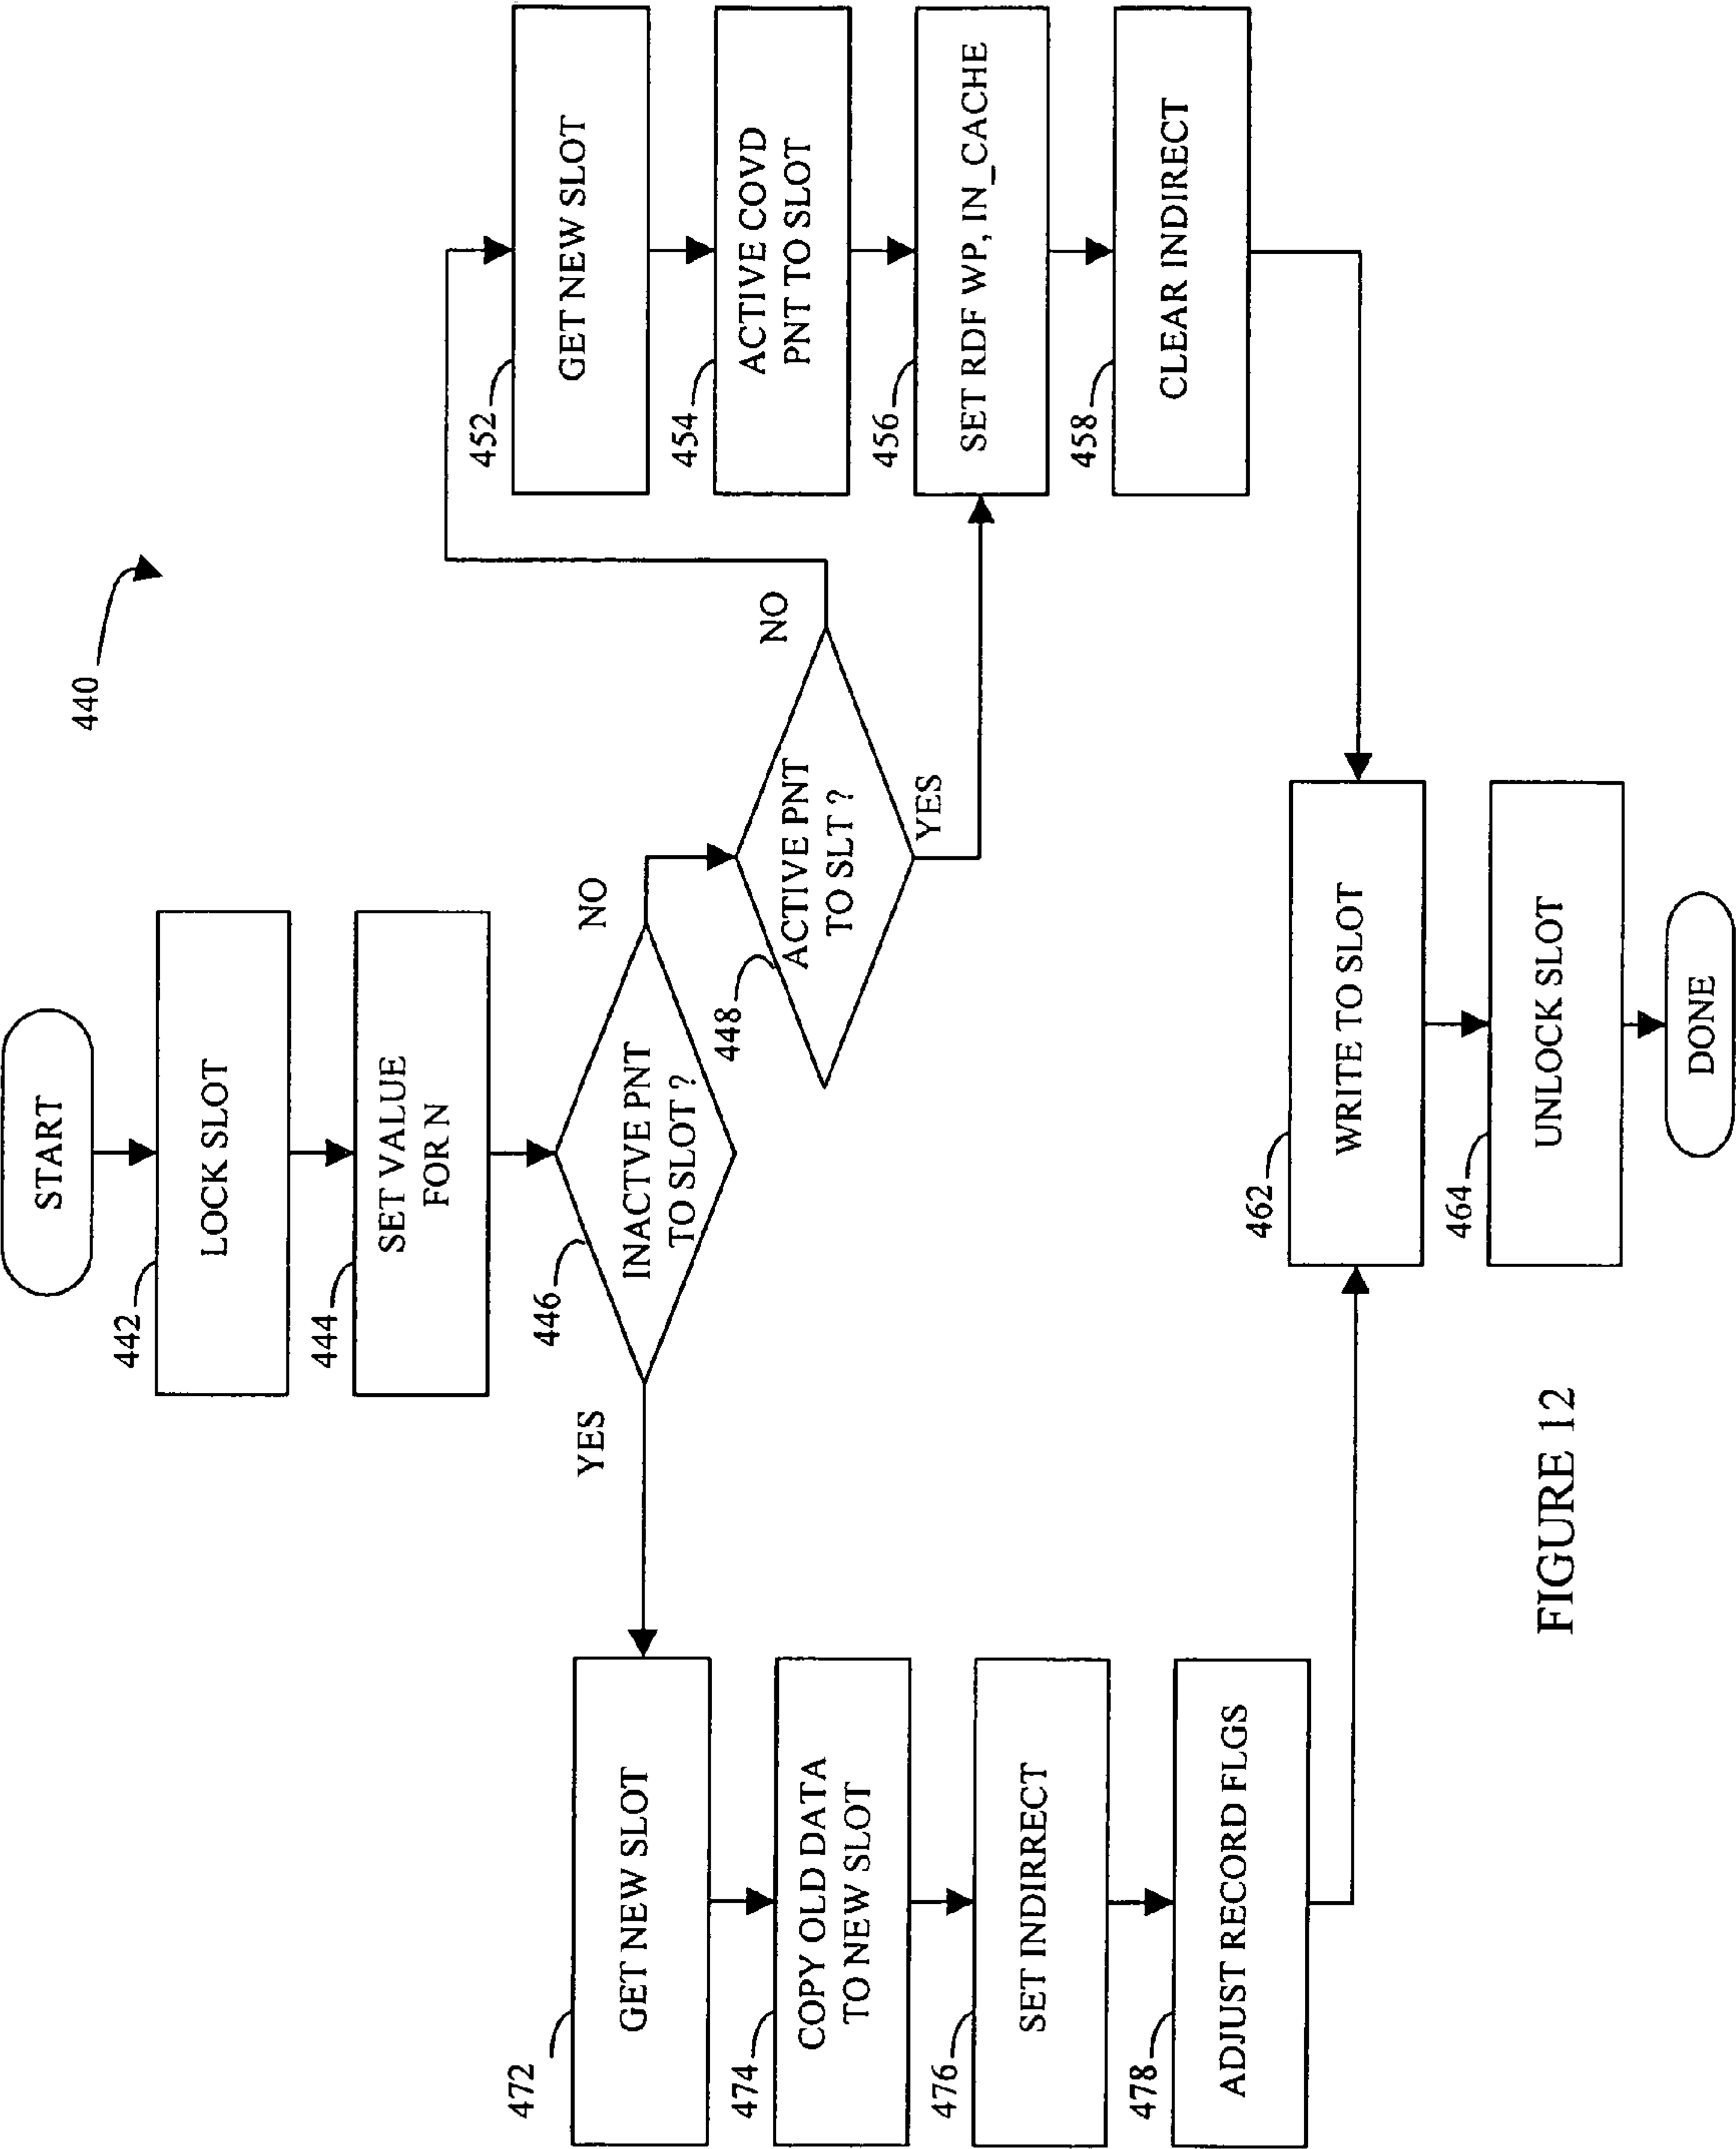 440
START
442
LOCK SLOT
444
SET VALUE
FOR N
446
INACTVE PNT
TO SLOT ?
YES
NO
448
ACTIVE PNT
TO SLT ?
NO
YES
452
GET NEW SLOT
454
ACTIVE COVD
PNT TO SLOT
456
SET RDF WP, IN_CACHE
458
CLEAR INDIRECT
472
GET NEW SLOT
474
COPY OLD DATA
TO NEW SLOT
476
SET INDIRRECT
478
ADJUST RECORD FLGS
462
WRITE TO SLOT
464
UNLOCK SLOT
DONE
FIGURE 12